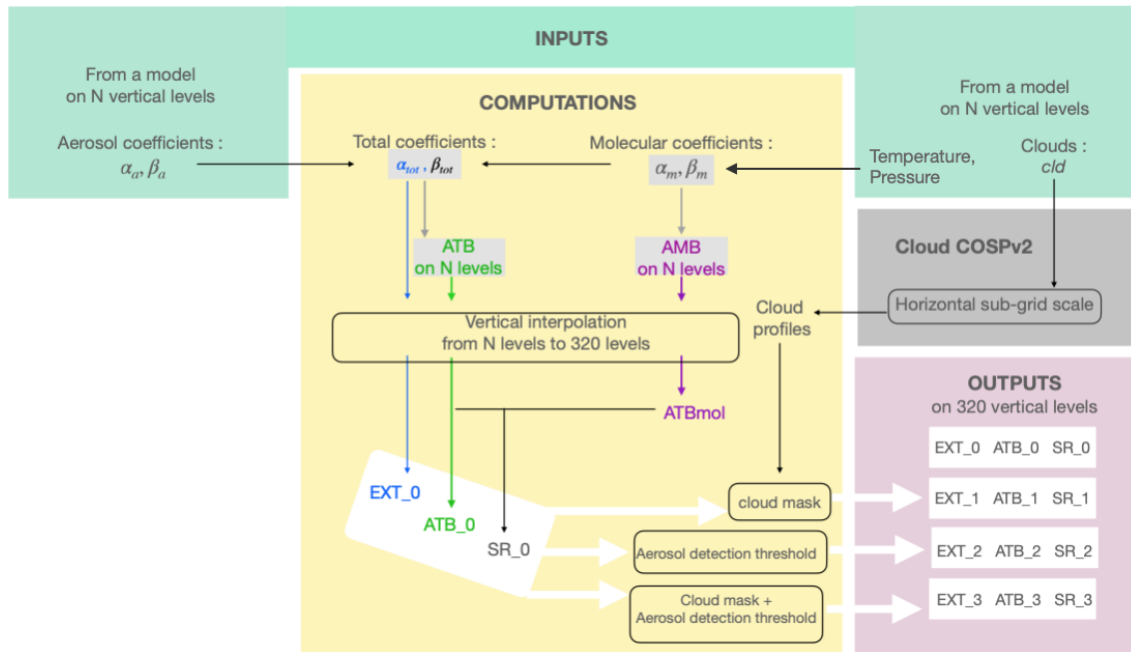 INPUTS
From a model
on N vertical levels
Aerosol coefficients :
αₐ, βₐ
COMPUTATIONS
Total coefficients :
αₜₒₜ , βₜₒₜ
Molecular coefficients :
αₘ, βₘ
From a model
on N vertical levels
Temperature,
Pressure
Clouds :
cld
ATB
on N levels
AMB
on N levels
Cloud COSPv2
Horizontal sub-grid scale
Cloud
profiles
Vertical interpolation
from N levels to 320 levels
ATBmol
EXT_0
ATB_0
SR_0
cloud mask
Aerosol detection threshold
Cloud mask +
Aerosol detection threshold
OUTPUTS
on 320 vertical levels
EXT_0 ATB_0 SR_0
EXT_1 ATB_1 SR_1
EXT_2 ATB_2 SR_2
EXT_3 ATB_3 SR_3